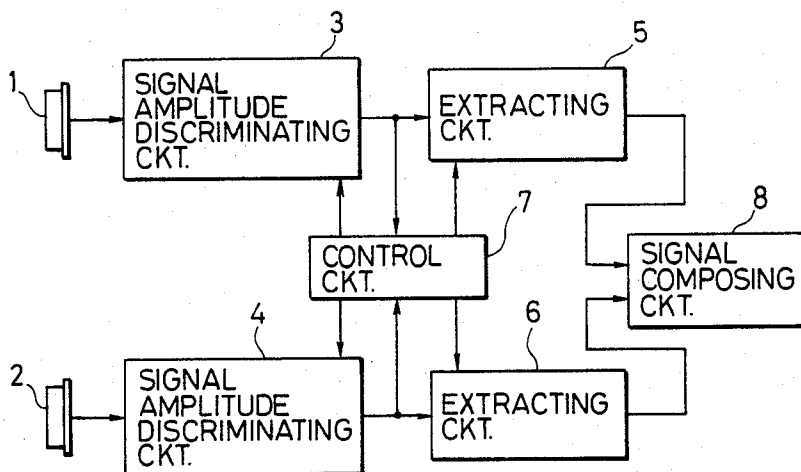 3
5
1
SIGNAL
AMPLITUDE
DISCRIMINATING
CKT.
EXTRACTING
CKT.
7
8
CONTROL
CKT.
SIGNAL
COMPOSING
CKT.
4
6
2
SIGNAL
AMPLITUDE
DISCRIMINATING
CKT.
EXTRACTING
CKT.